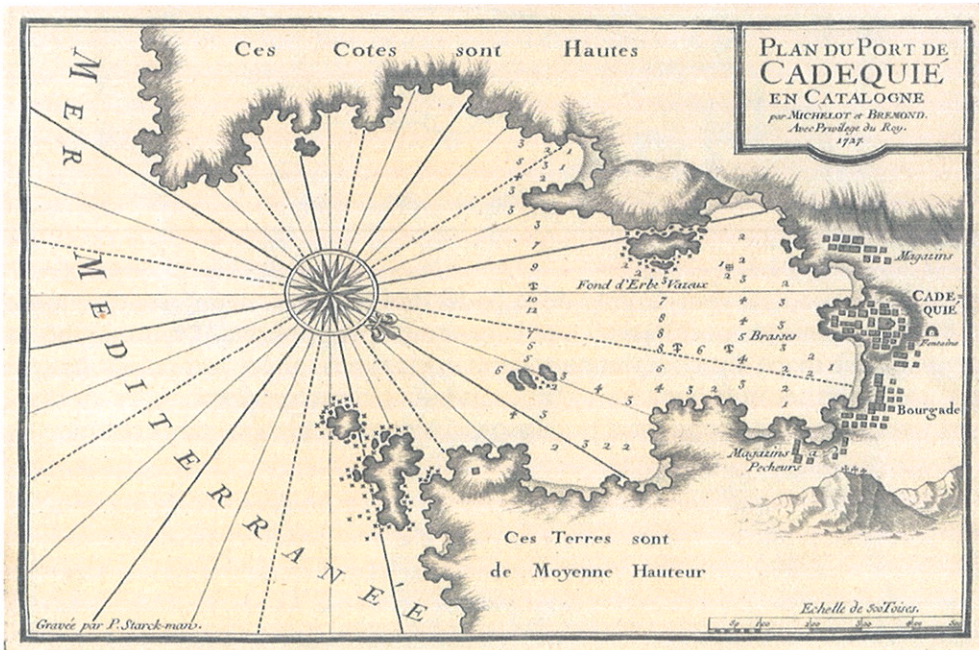 PLAN DU PORT DE
CADEQUIÉ
EN CATALOGNE
par MICHELOT et BREMOND.
Avec Privilege du Roy.
1727.
Ces Cotes sont Hautes
MER MEDITERRANÉE
Magazins
Fond d'Erbe Vazeux
CADE=
QUIÉ
Fontaine
5 Brasses
Bourgade
Magazins
Pecheurs
Ces Terres sont
de Moyenne Hauteur
Echelle de 500 Toises.
Gravée par P. Starck-man.